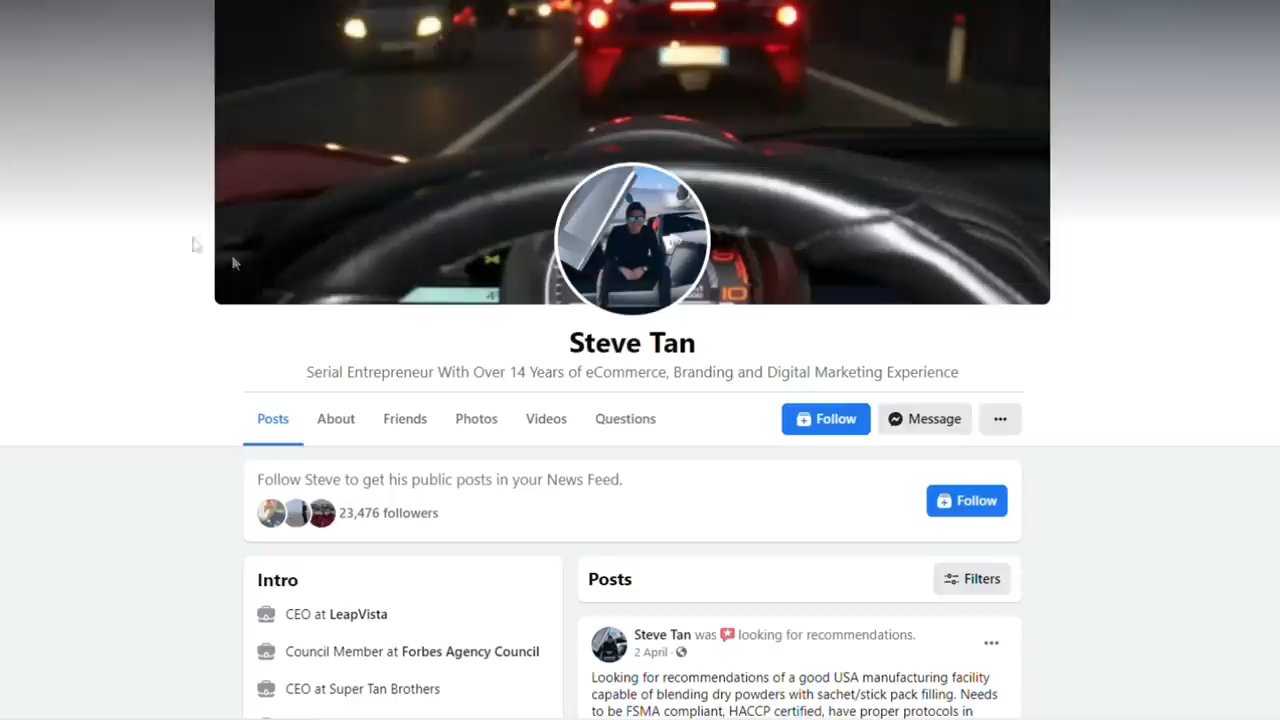 Steve Tan
Serial Entrepreneur With Over 14 Years of eCommerce, Branding and Digital Marketing Experience
Posts
About
Friends
Photos
Videos
Questions
Follow
Message
Follow Steve to get his public posts in your News Feed.
23,476 followers
Follow
Intro
CEO at LeapVista
Council Member at Forbes Agency Council
CEO at Super Tan Brothers
Posts
Filters
Steve Tan was looking for recommendations.
2 April ·
Looking for recommendations of a good USA manufacturing facility
capable of blending dry powders with sachet/stick pack filling. Needs
to be FSMA compliant, HACCP certified, have proper protocols in